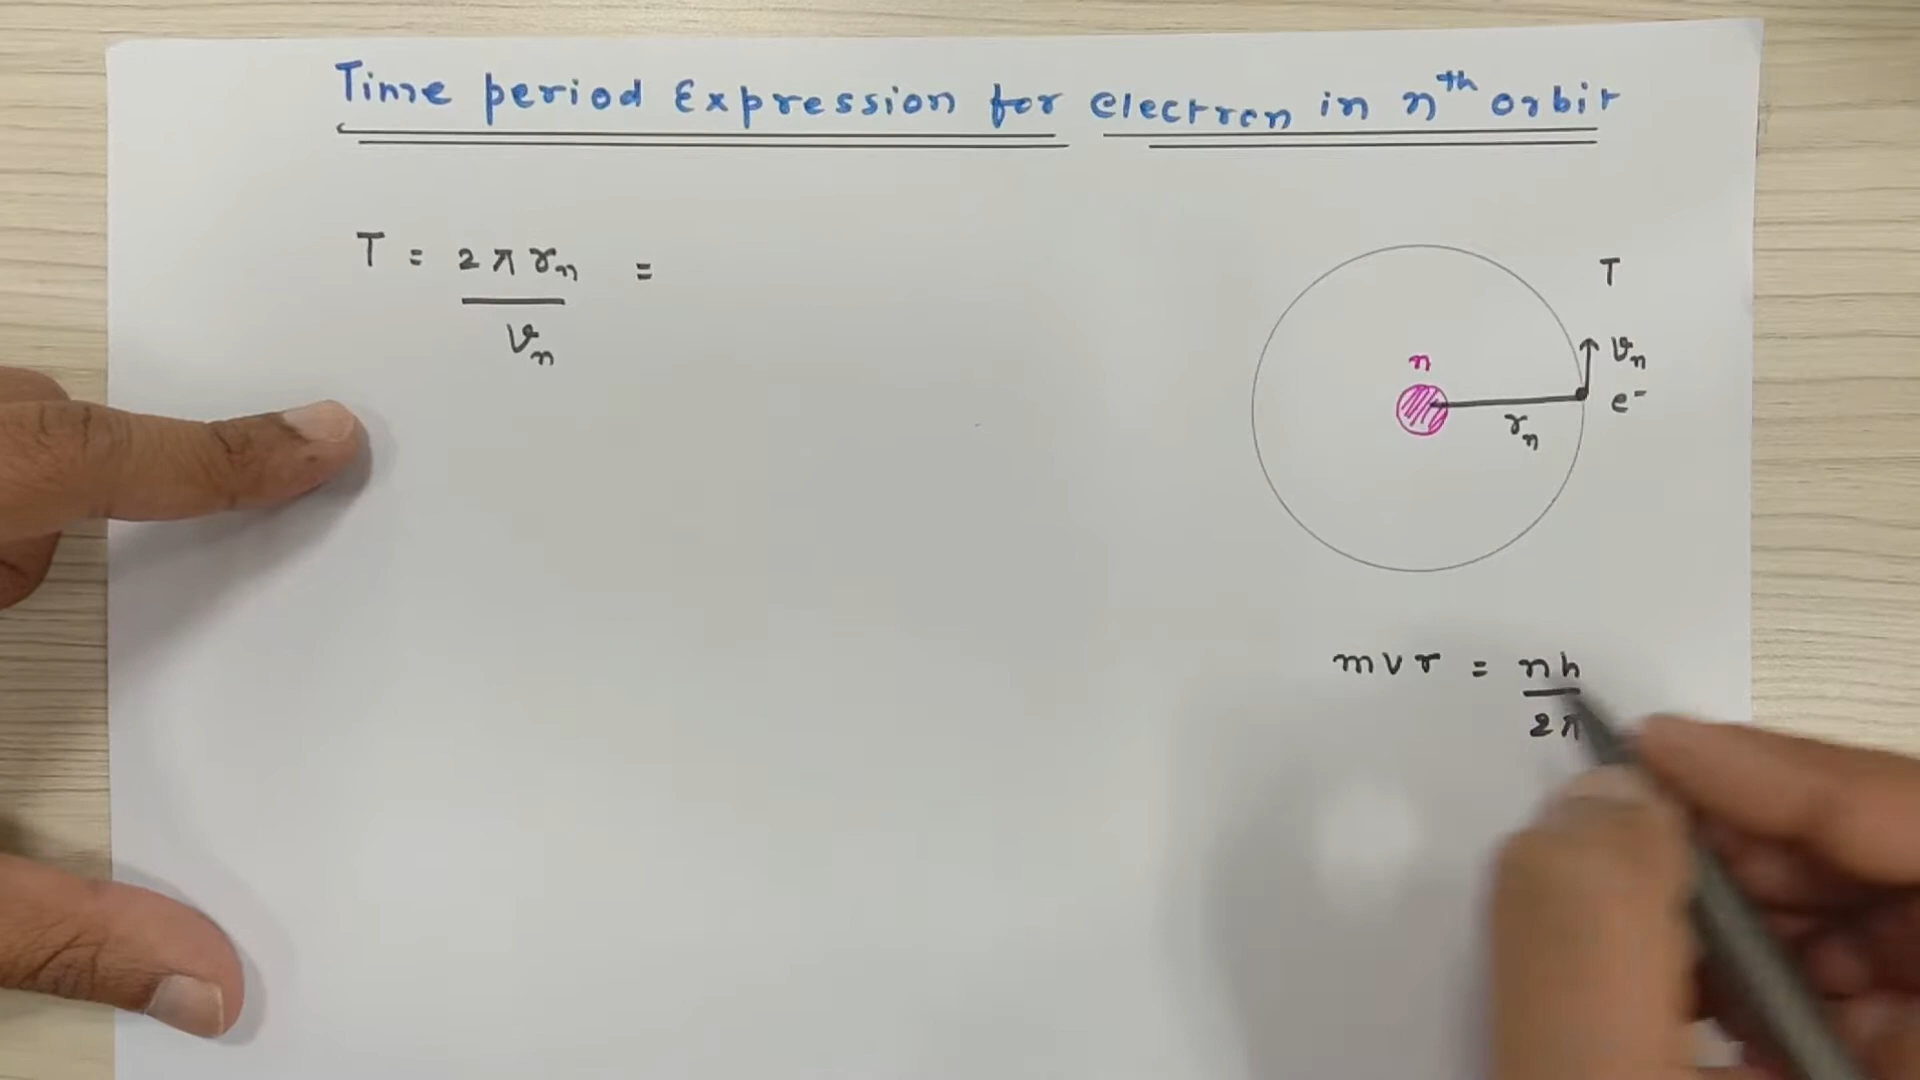 Time period Expression for electron in nth orbit
T = 2πrn / vn =
T
vn
n
e-
rn
mvr = nh / 2π